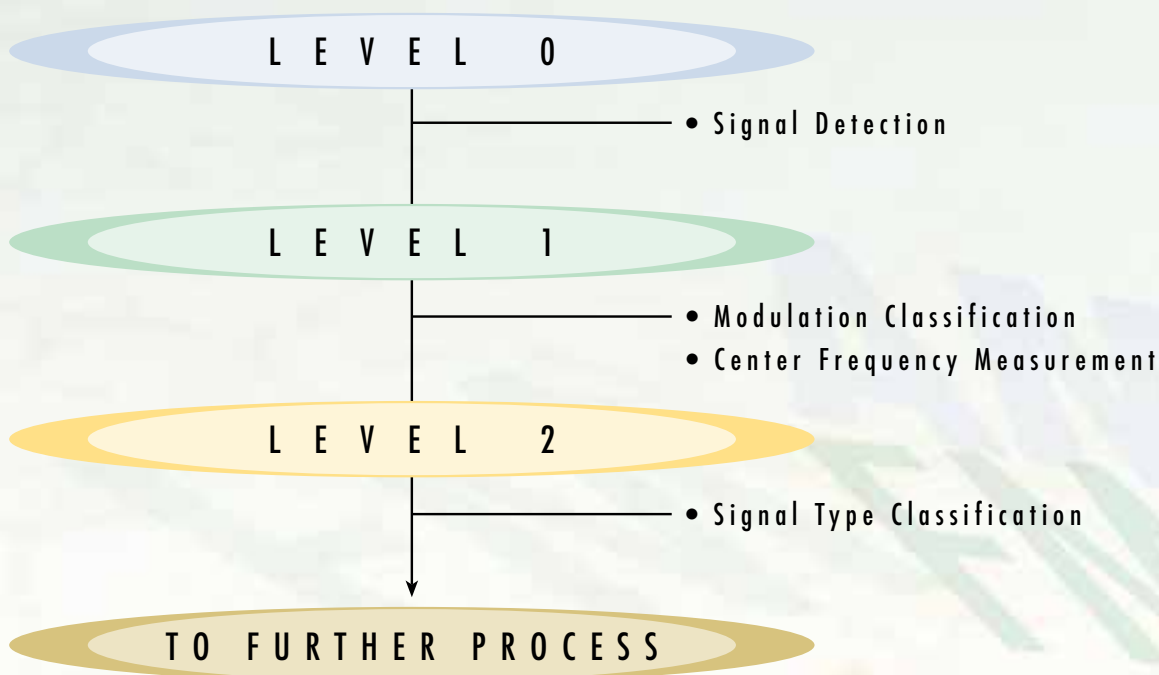 LEVEL 0
• Signal Detection
LEVEL 1
• Modulation Classification
• Center Frequency Measurement
LEVEL 2
• Signal Type Classification
TO FURTHER PROCESS